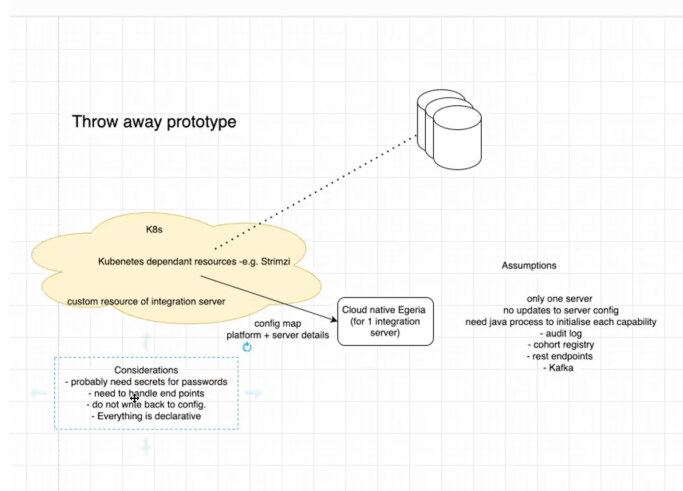 Throw away prototype
K8s
Kubenetes dependant resources -e.g. Strimzi
custom resource of integration server
config map
platform + server details
Cloud native Egeria
(for 1 integration
server)
Assumptions
only one server
no updates to server config
need java process to initialise each capability
- audit log
- cohort registry
- rest endpoints
- Kafka
Considerations
- probably need secrets for passwords
- need to handle end points
- do not write back to config.
- Everything is declarative